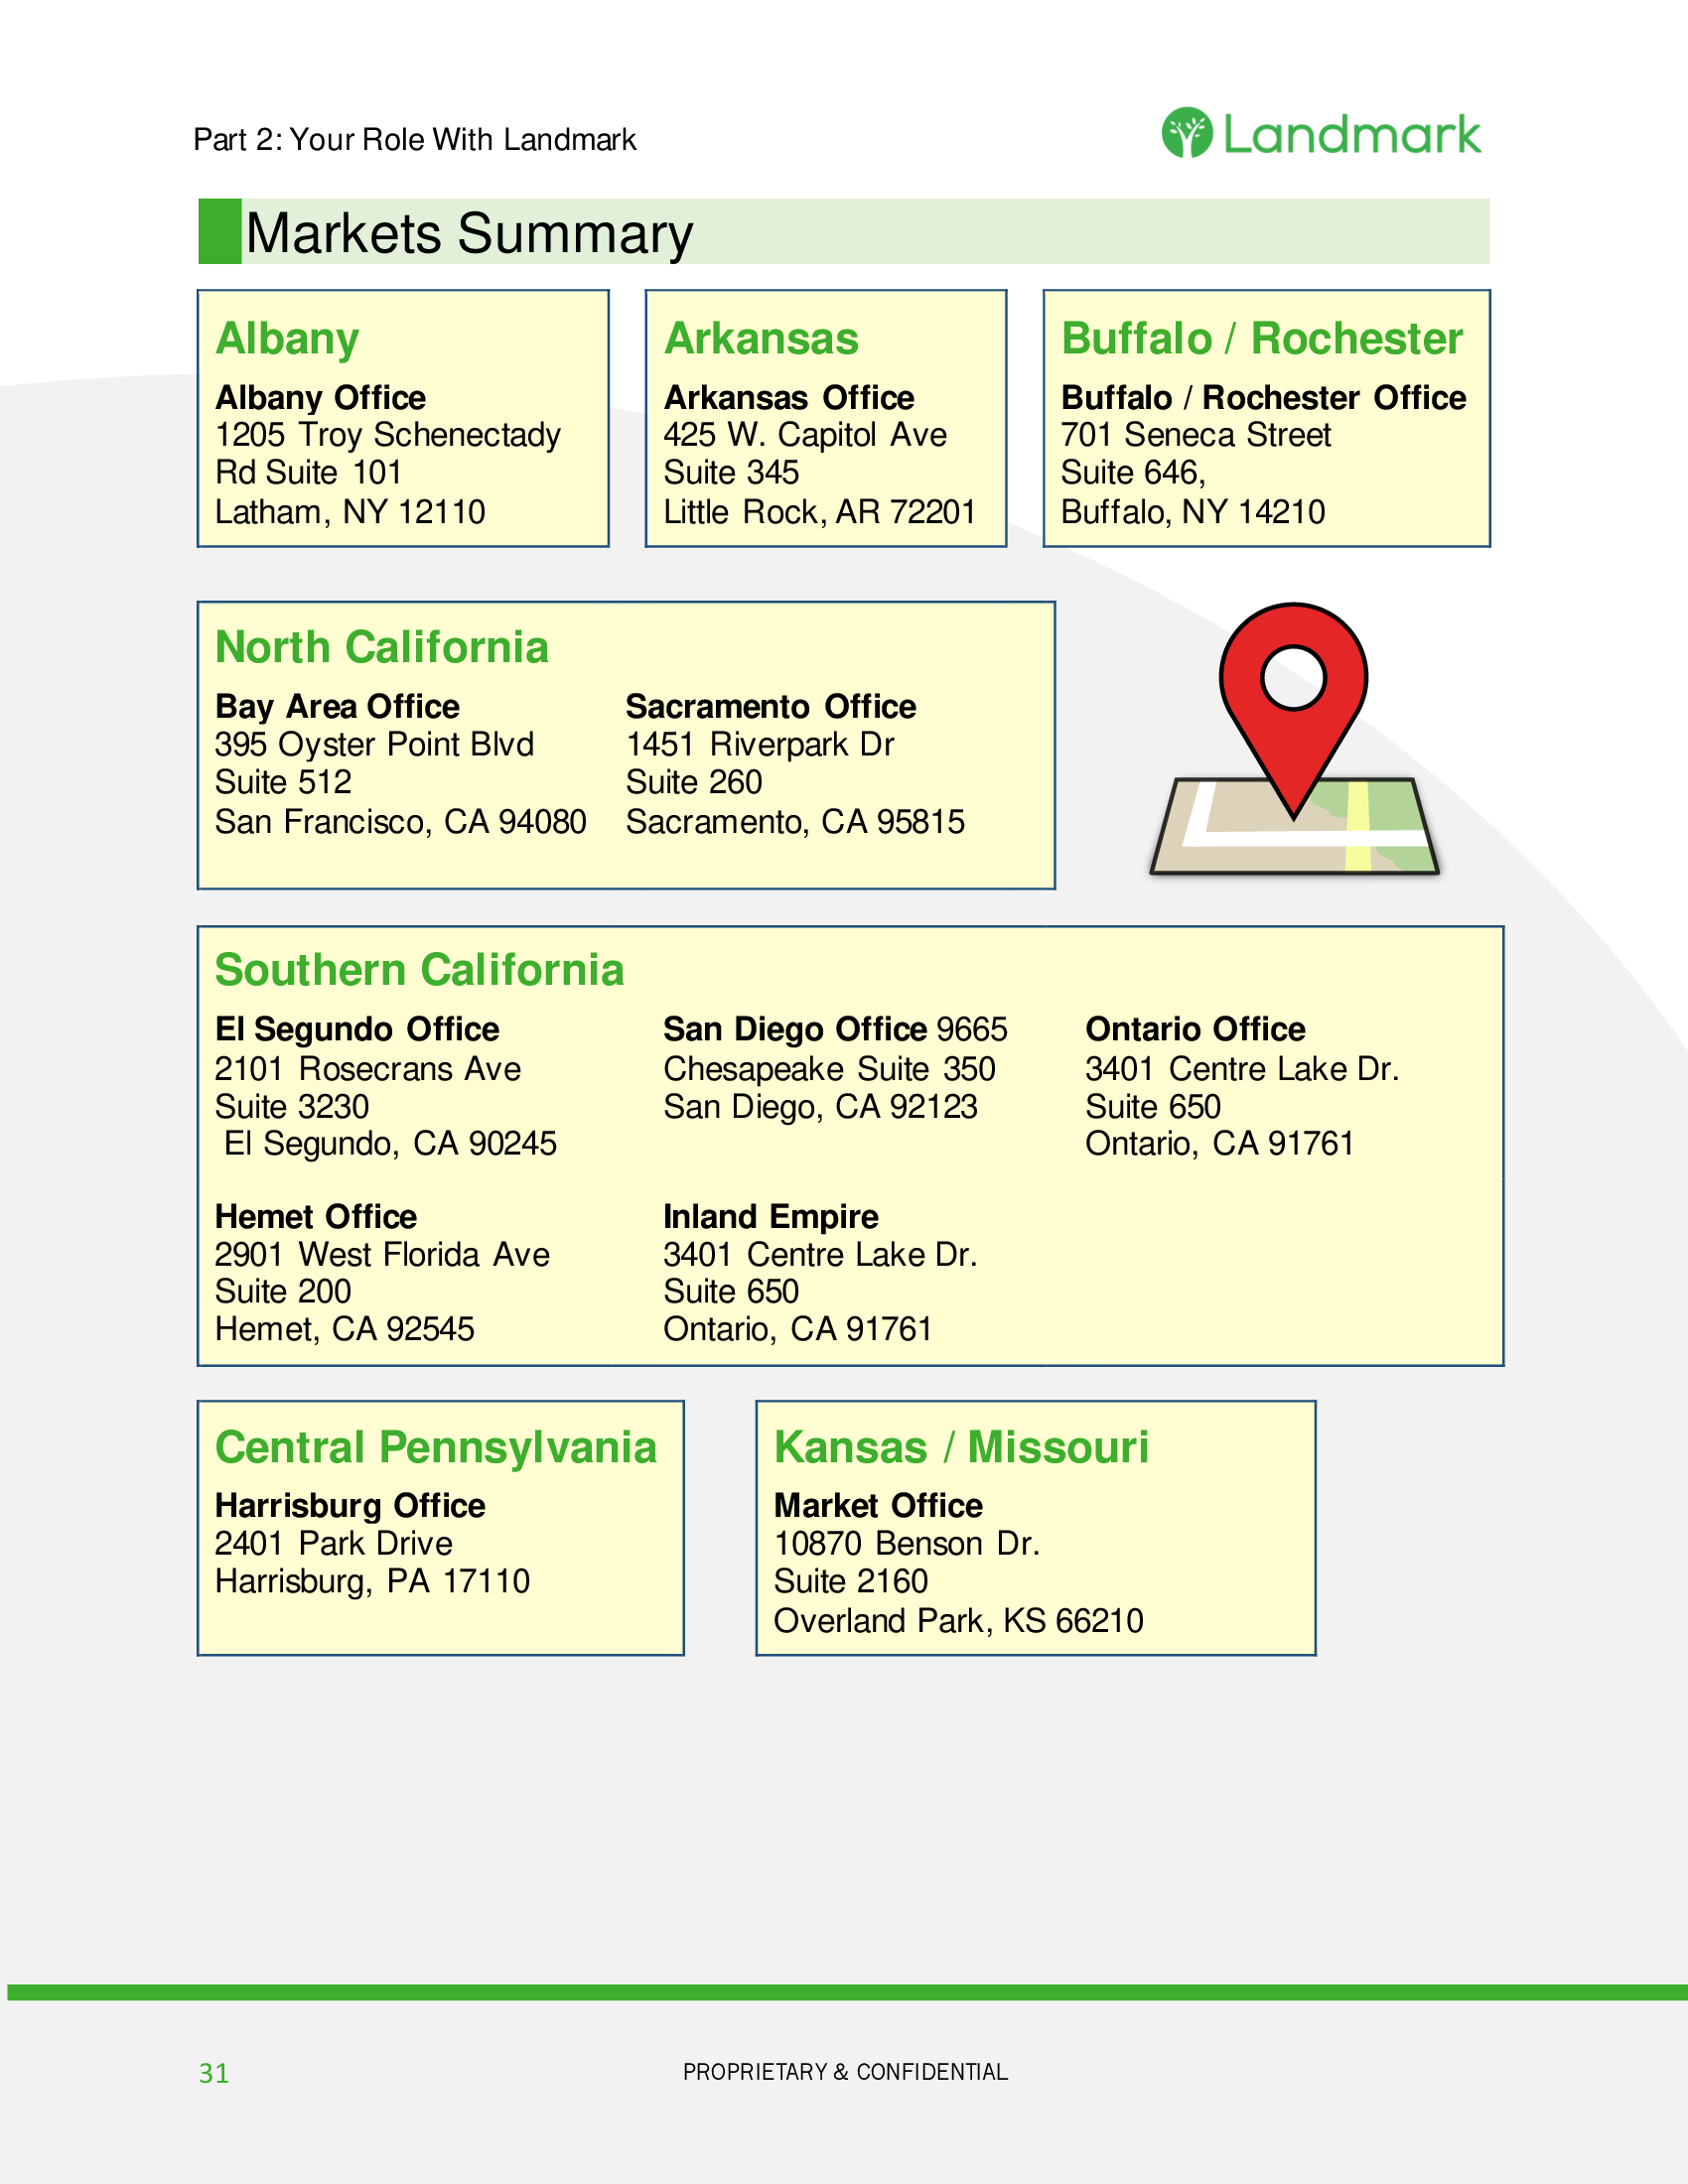 Part 2: Your Role With Landmark
Landmark
Markets Summary
Albany
Albany Office
1205 Troy Schenectady
Rd Suite 101
Latham, NY 12110
Arkansas
Arkansas Office
425 W. Capitol Ave
Suite 345
Little Rock, AR 72201
Buffalo / Rochester
Buffalo / Rochester Office
701 Seneca Street
Suite 646,
Buffalo, NY 14210
North California
Bay Area Office
395 Oyster Point Blvd
Suite 512
San Francisco, CA 94080
Sacramento Office
1451 Riverpark Dr
Suite 260
Sacramento, CA 95815
Southern California
El Segundo Office
2101 Rosecrans Ave
Suite 3230
El Segundo, CA 90245
San Diego Office 9665
Chesapeake Suite 350
San Diego, CA 92123
Ontario Office
3401 Centre Lake Dr.
Suite 650
Ontario, CA 91761
Hemet Office
2901 West Florida Ave
Suite 200
Hemet, CA 92545
Inland Empire
3401 Centre Lake Dr.
Suite 650
Ontario, CA 91761
Central Pennsylvania
Harrisburg Office
2401 Park Drive
Harrisburg, PA 17110
Kansas / Missouri
Market Office
10870 Benson Dr.
Suite 2160
Overland Park, KS 66210
31
PROPRIETARY & CONFIDENTIAL